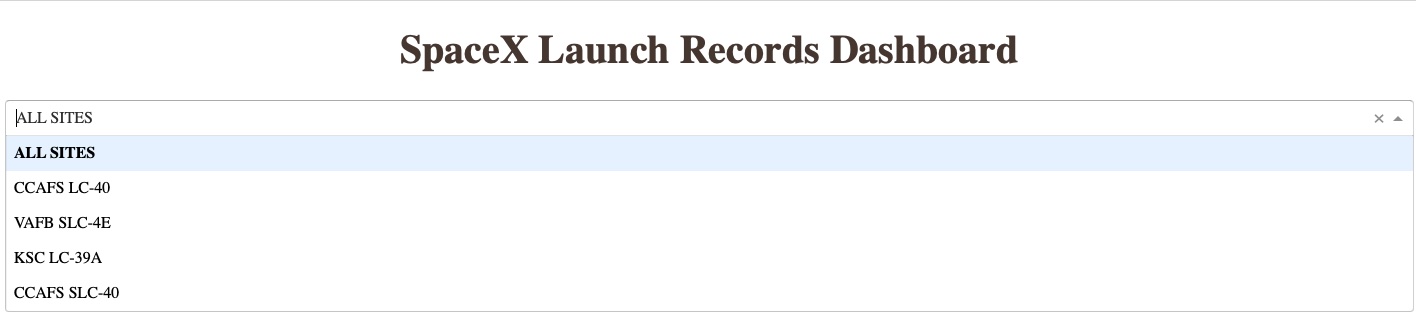 SpaceX Launch Records Dashboard
ALL SITES
ALL SITES
CCAFS LC-40
VAFB SLC-4E
KSC LC-39A
CCAFS SLC-40